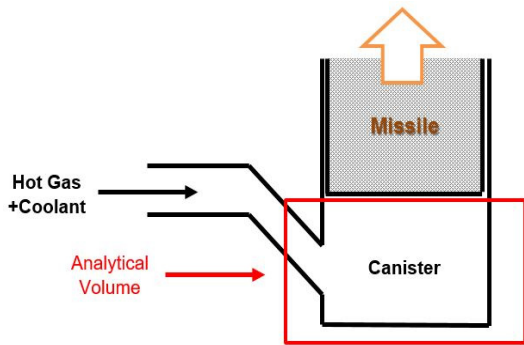 Missile
Hot Gas
+Coolant
Analytical
Volume
Canister